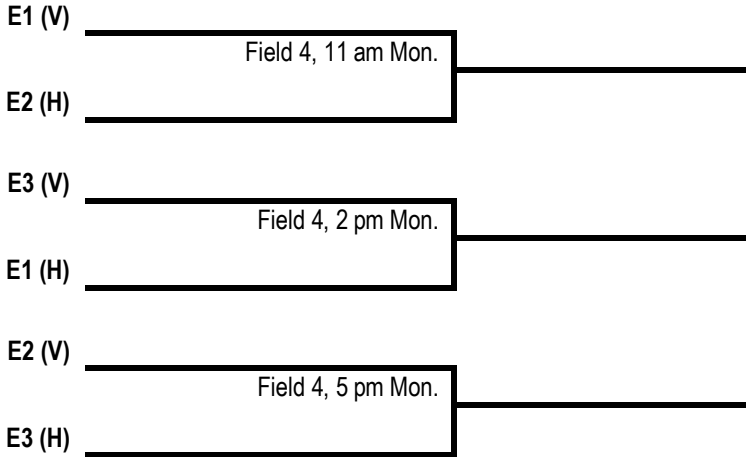 E1 (V)
Field 4, 11 am Mon.
E2 (H)
E3 (V)
Field 4, 2 pm Mon.
E1 (H)
E2 (V)
Field 4, 5 pm Mon.
E3 (H)